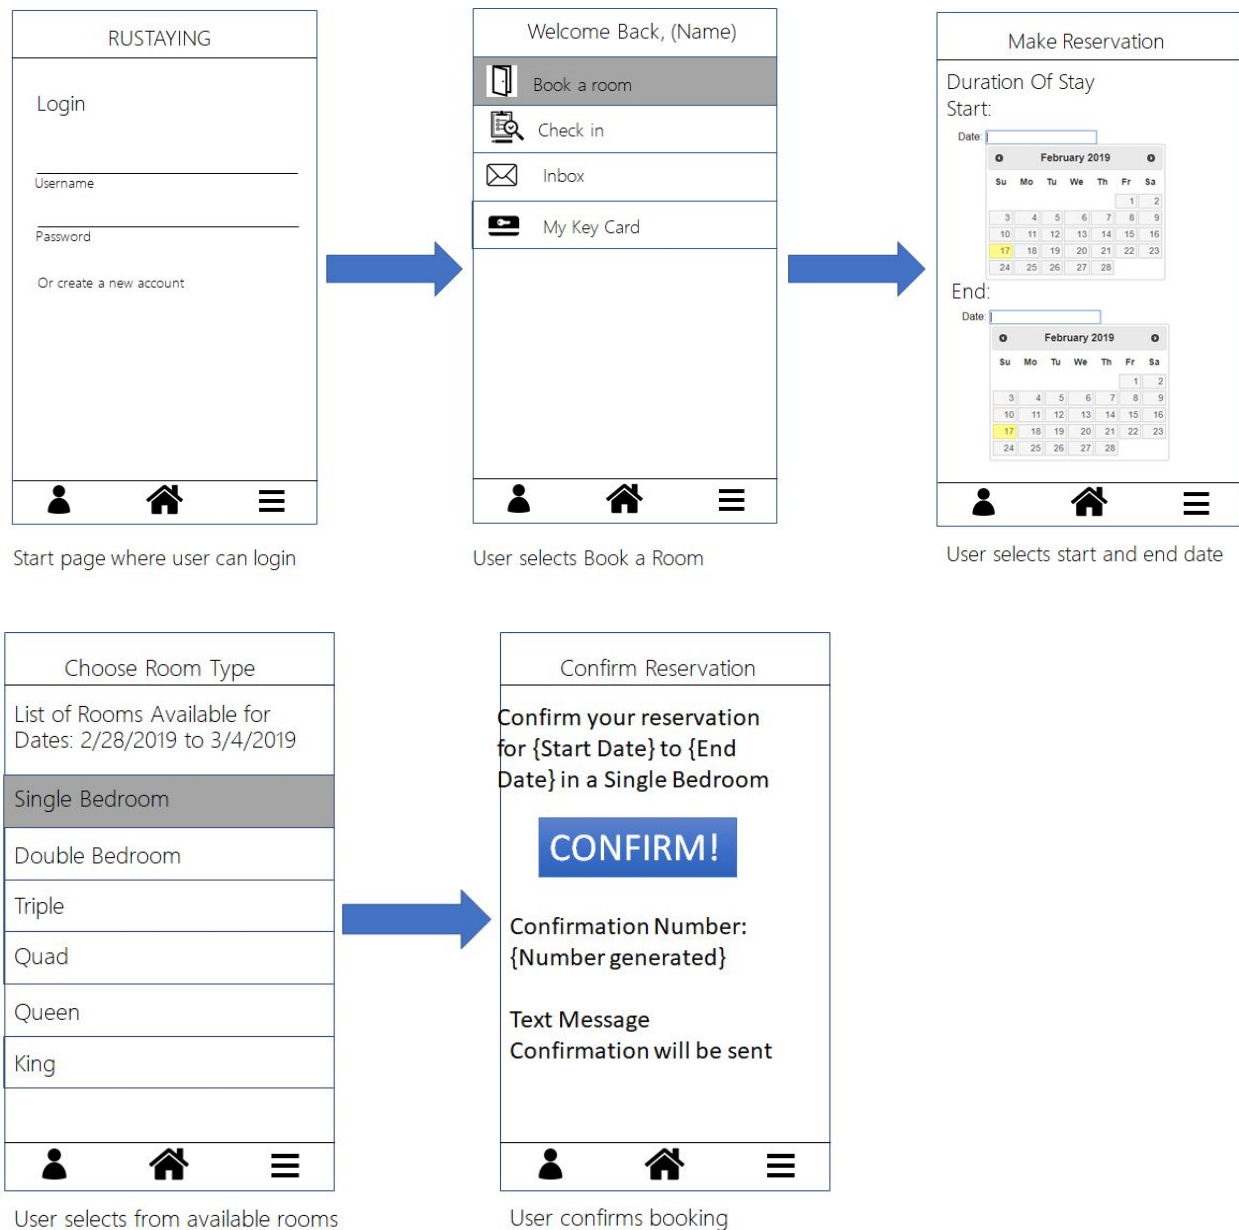 RUSTAYING
Login
Username
Password
Or create a new account
Start page where user can login
Welcome Back, (Name)
Book a room
Check in
Inbox
My Key Card
User selects Book a Room
Make Reservation
Duration Of Stay
Start:
Date:
February 2019
Su Mo Tu We Th Fr Sa
1 2
3 4 5 6 7 8 9
10 11 12 13 14 15 16
17 18 19 20 21 22 23
24 25 26 27 28
End:
Date:
February 2019
Su Mo Tu We Th Fr Sa
1 2
3 4 5 6 7 8 9
10 11 12 13 14 15 16
17 18 19 20 21 22 23
24 25 26 27 28
User selects start and end date
Choose Room Type
List of Rooms Available for
Dates: 2/28/2019 to 3/4/2019
Single Bedroom
Double Bedroom
Triple
Quad
Queen
King
User selects from available rooms
Confirm Reservation
Confirm your reservation
for {Start Date} to {End
Date} in a Single Bedroom
CONFIRM!
Confirmation Number:
{Number generated}
Text Message
Confirmation will be sent
User confirms booking